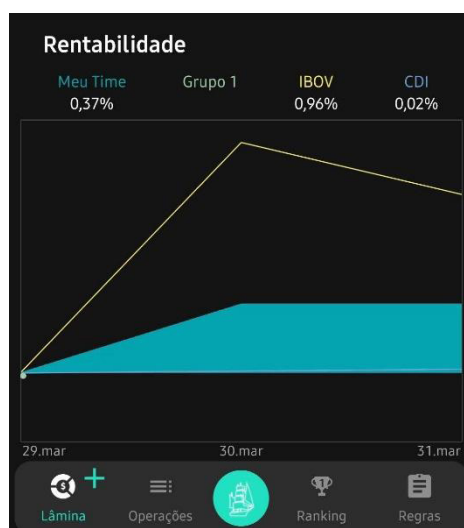 Rentabilidade
Meu Time Grupo 1 IBOV CDI
0,37% 0,96% 0,02%
29.mar 30.mar 31.mar
Lâmina Operações Ranking Regras